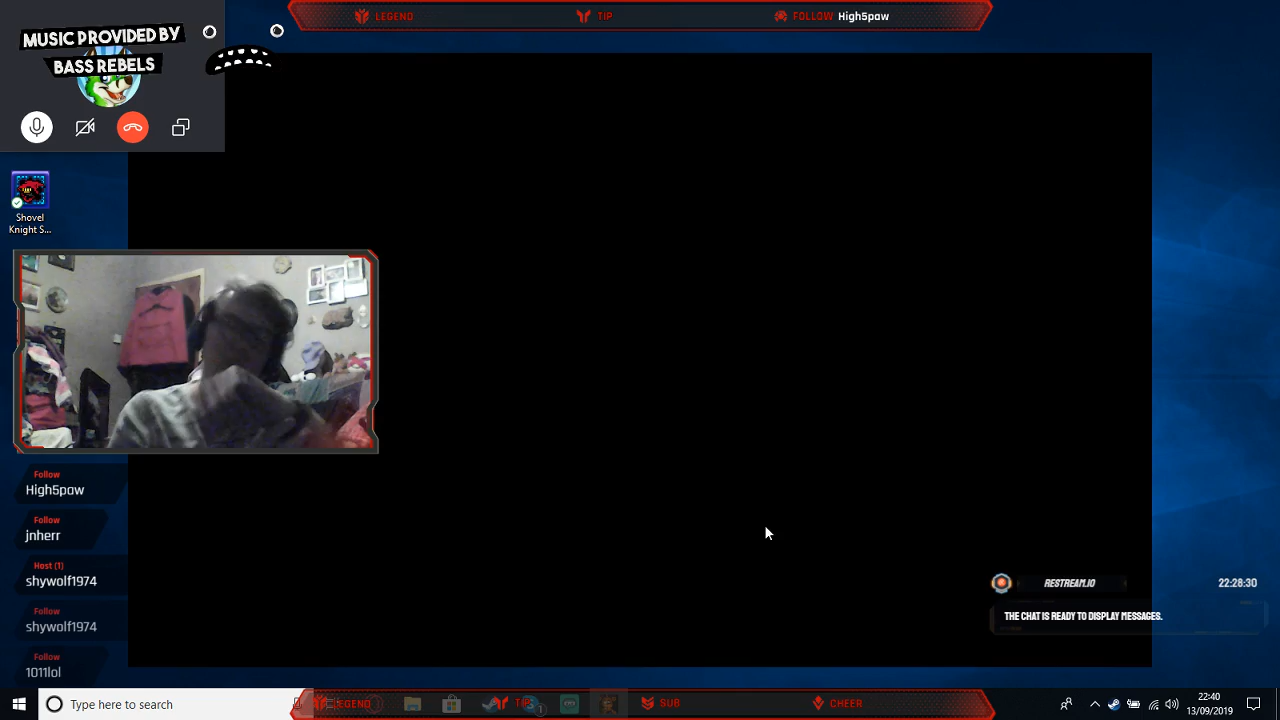 LEGEND
TIP
FOLLOW High5paw
MUSIC PROVIDED BY
BASS REBELS
Shovel
Knight S...
Follow
High5paw
Follow
jnherr
Host (1)
shywolf1974
shywolf1974
Follow
1011lol
RESTREAM.IO
22:28:30
THE CHAT IS READY TO DISPLAY MESSAGES.
Type here to search
LEGEND
TIP
SUB
CHEER
22:40
13/09/2019